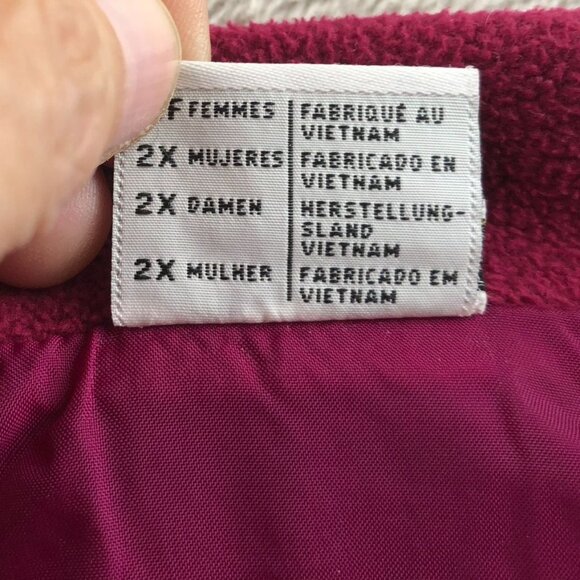 F FEMMES
FABRIQUÉ AU
VIETNAM
2X MUJERES
FABRICADO EN
VIETNAM
2X DAMEN
HERSTELLUNG-
SLAND
VIETNAM
2X MULHER
FABRICADO EM
VIETNAM